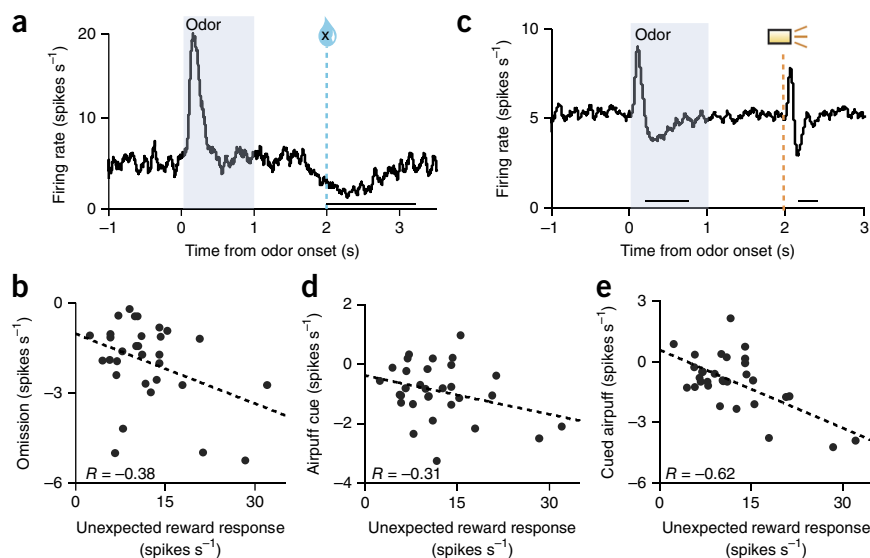 a
Firing rate (spikes s⁻¹)
20
10
0
Odor
x
–1
0
1
2
3
Time from odor onset (s)
c
Firing rate (spikes s⁻¹)
10
5
0
Odor
–1
0
1
2
3
Time from odor onset (s)
b
Omission (spikes s⁻¹)
0
–3
–6
R = –0.38
0
15
30
Unexpected reward response
(spikes s⁻¹)
d
Airpuff cue (spikes s⁻¹)
2
0
–2
–4
R = –0.31
0
15
30
Unexpected reward response
(spikes s⁻¹)
e
Cued airpuff (spikes s⁻¹)
3
0
–3
–6
R = –0.62
0
15
30
Unexpected reward response
(spikes s⁻¹)